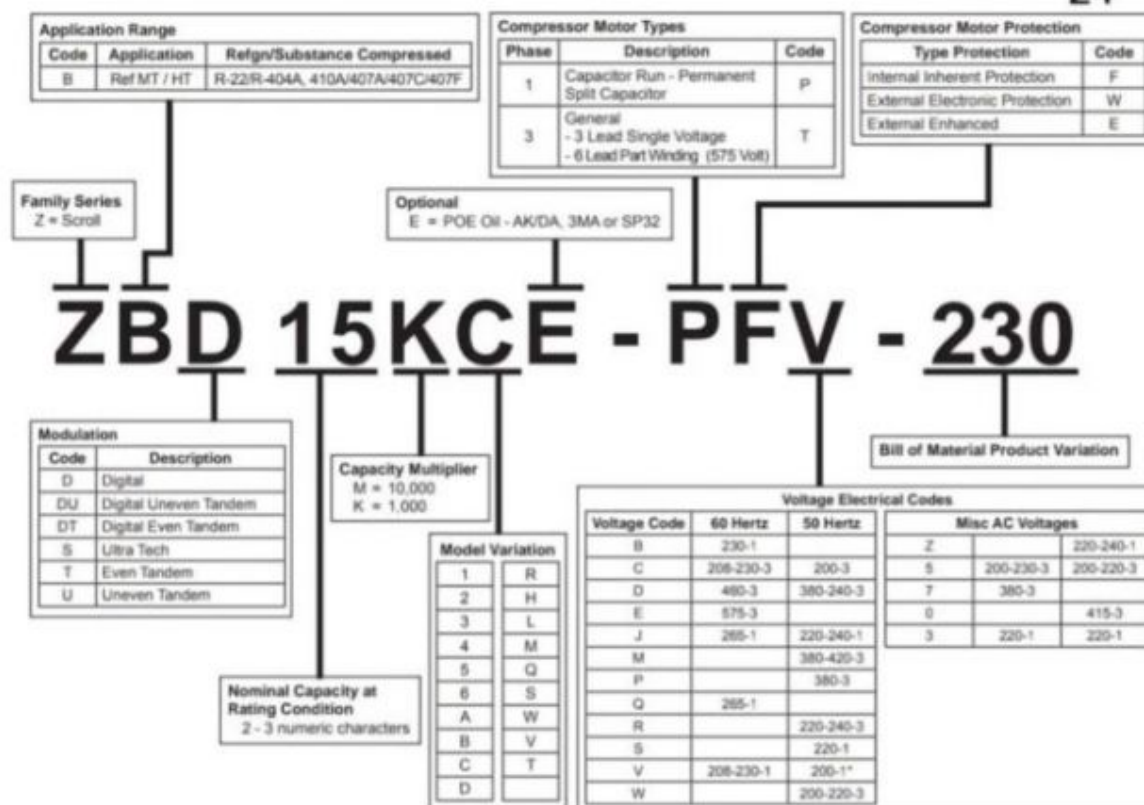 Application Range
Code Application Refgn/Substance Compressed
B Ref MT / HT R-22/R-404A, 410A/407A/407C/407F
Compressor Motor Types
Phase Description Code
1 Capacitor Run - Permanent Split Capacitor P
3 General
- 3 Lead Single Voltage
- 6 Lead Part Winding (575 Volt) T
Compressor Motor Protection
Type Protection Code
Internal Inherent Protection F
External Electronic Protection W
External Enhanced E
Family Series
Z = Scroll
Optional
E = POE Oil - AK/DA, 3MA or SP32
ZBD 15KCE - PFV - 230
Modulation
Code Description
D Digital
DU Digital Uneven Tandem
DT Digital Even Tandem
S Ultra Tech
T Even Tandem
U Uneven Tandem
Capacity Multiplier
M = 10,000
K = 1,000
Bill of Material Product Variation
Nominal Capacity at
Rating Condition
2 - 3 numeric characters
Model Variation
1 R
2 H
3 L
4 M
5 Q
6 S
A W
B V
C T
D
Voltage Electrical Codes
Voltage Code 60 Hertz 50 Hertz
B 230-1
C 208-230-3 200-3
D 460-3 380-240-3
E 575-3
J 265-1 220-240-1
M 380-420-3
P 380-3
Q 265-1
R 220-240-3
S 220-1
V 208-230-1 200-1*
W 200-220-3
Misc AC Voltages
Z 220-240-1
5 200-230-3 200-220-3
7 380-3
0 415-3
3 220-1 220-1